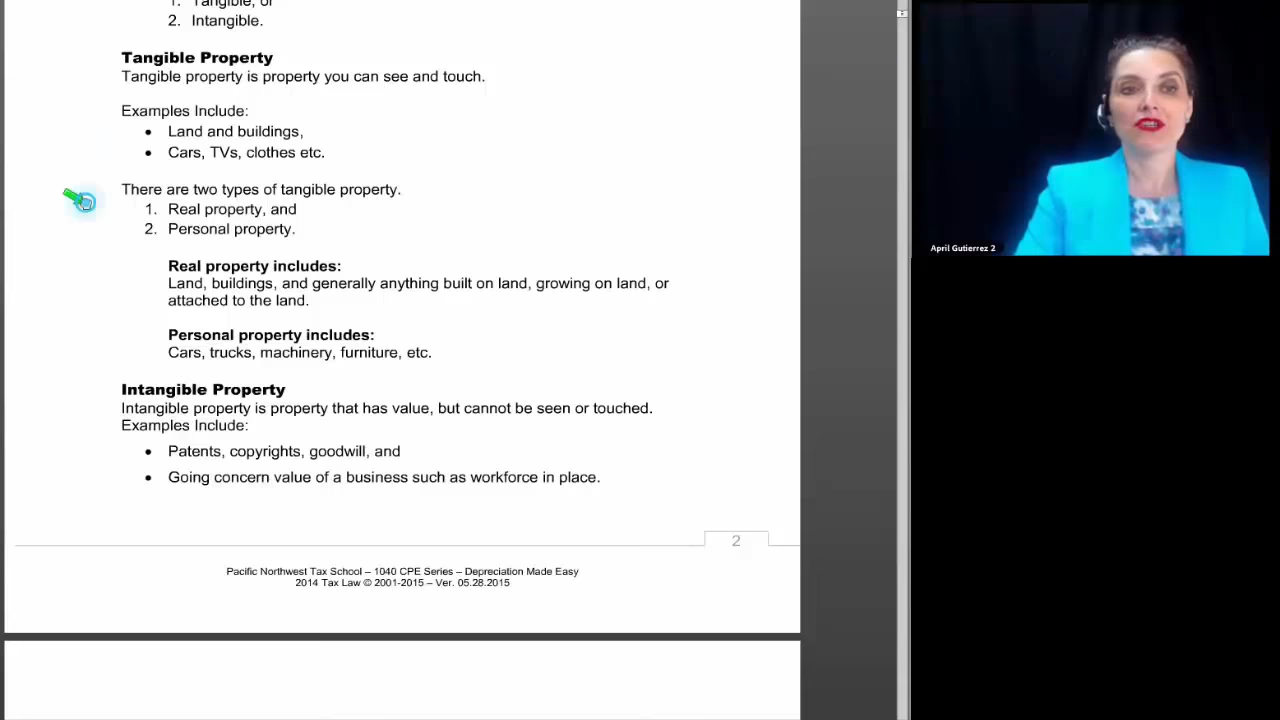 1. Tangible, or
2. Intangible.
Tangible Property
Tangible property is property you can see and touch.
Examples Include:
• Land and buildings,
• Cars, TVs, clothes etc.
There are two types of tangible property.
1. Real property, and
2. Personal property.
Real property includes:
Land, buildings, and generally anything built on land, growing on land, or
attached to the land.
Personal property includes:
Cars, trucks, machinery, furniture, etc.
Intangible Property
Intangible property is property that has value, but cannot be seen or touched.
Examples Include:
• Patents, copyrights, goodwill, and
• Going concern value of a business such as workforce in place.
2
Pacific Northwest Tax School – 1040 CPE Series – Depreciation Made Easy
2014 Tax Law © 2001-2015 – Ver. 05.28.2015
April Gutierrez 2